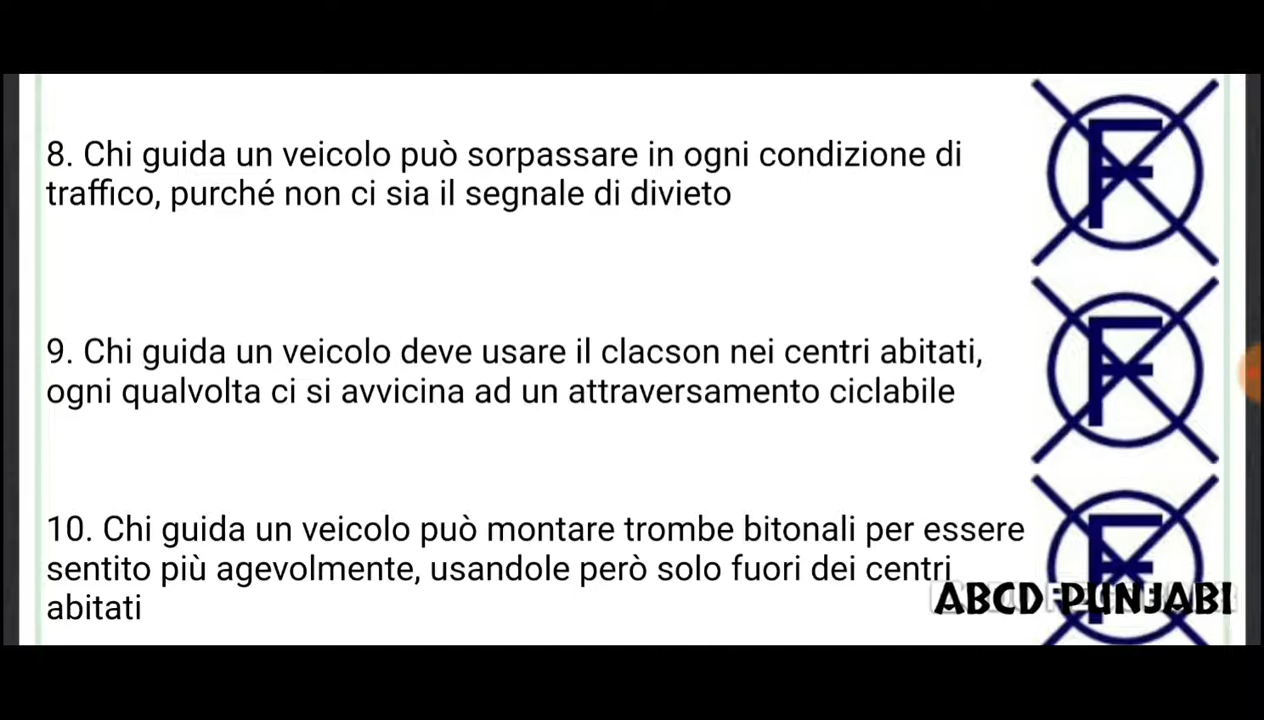 8. Chi guida un veicolo può sorpassare in ogni condizione di
traffico, purché non ci sia il segnale di divieto
F
9. Chi guida un veicolo deve usare il clacson nei centri abitati,
ogni qualvolta ci si avvicina ad un attraversamento ciclabile
F
10. Chi guida un veicolo può montare trombe bitonali per essere
sentito più agevolmente, usandole però solo fuori dei centri
abitati
F
ABCD PUNJABI